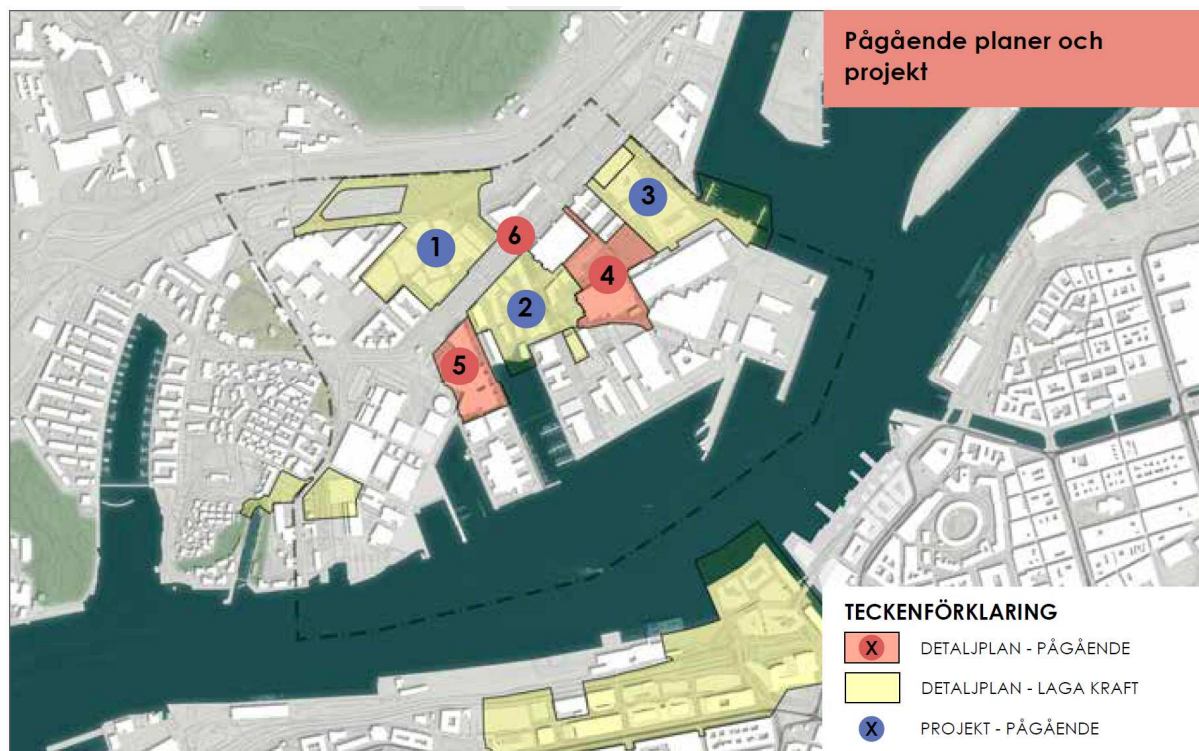 Pågående planer och
projekt
3
6
1
4
2
5
TECKENFÖRKLARING
X DETALJPLAN - PÅGÅENDE
DETALJPLAN - LAGA KRAFT
X PROJEKT - PÅGÅENDE